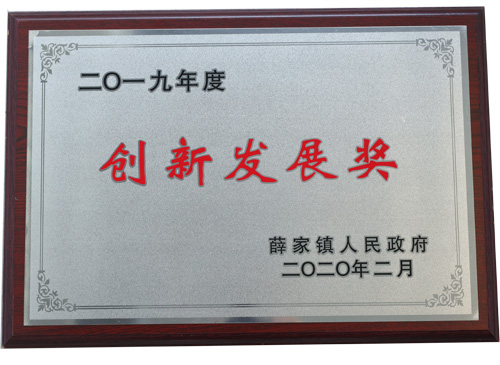 二〇一九年度
创新发展奖
薛家镇人民政府
二〇二〇年二月